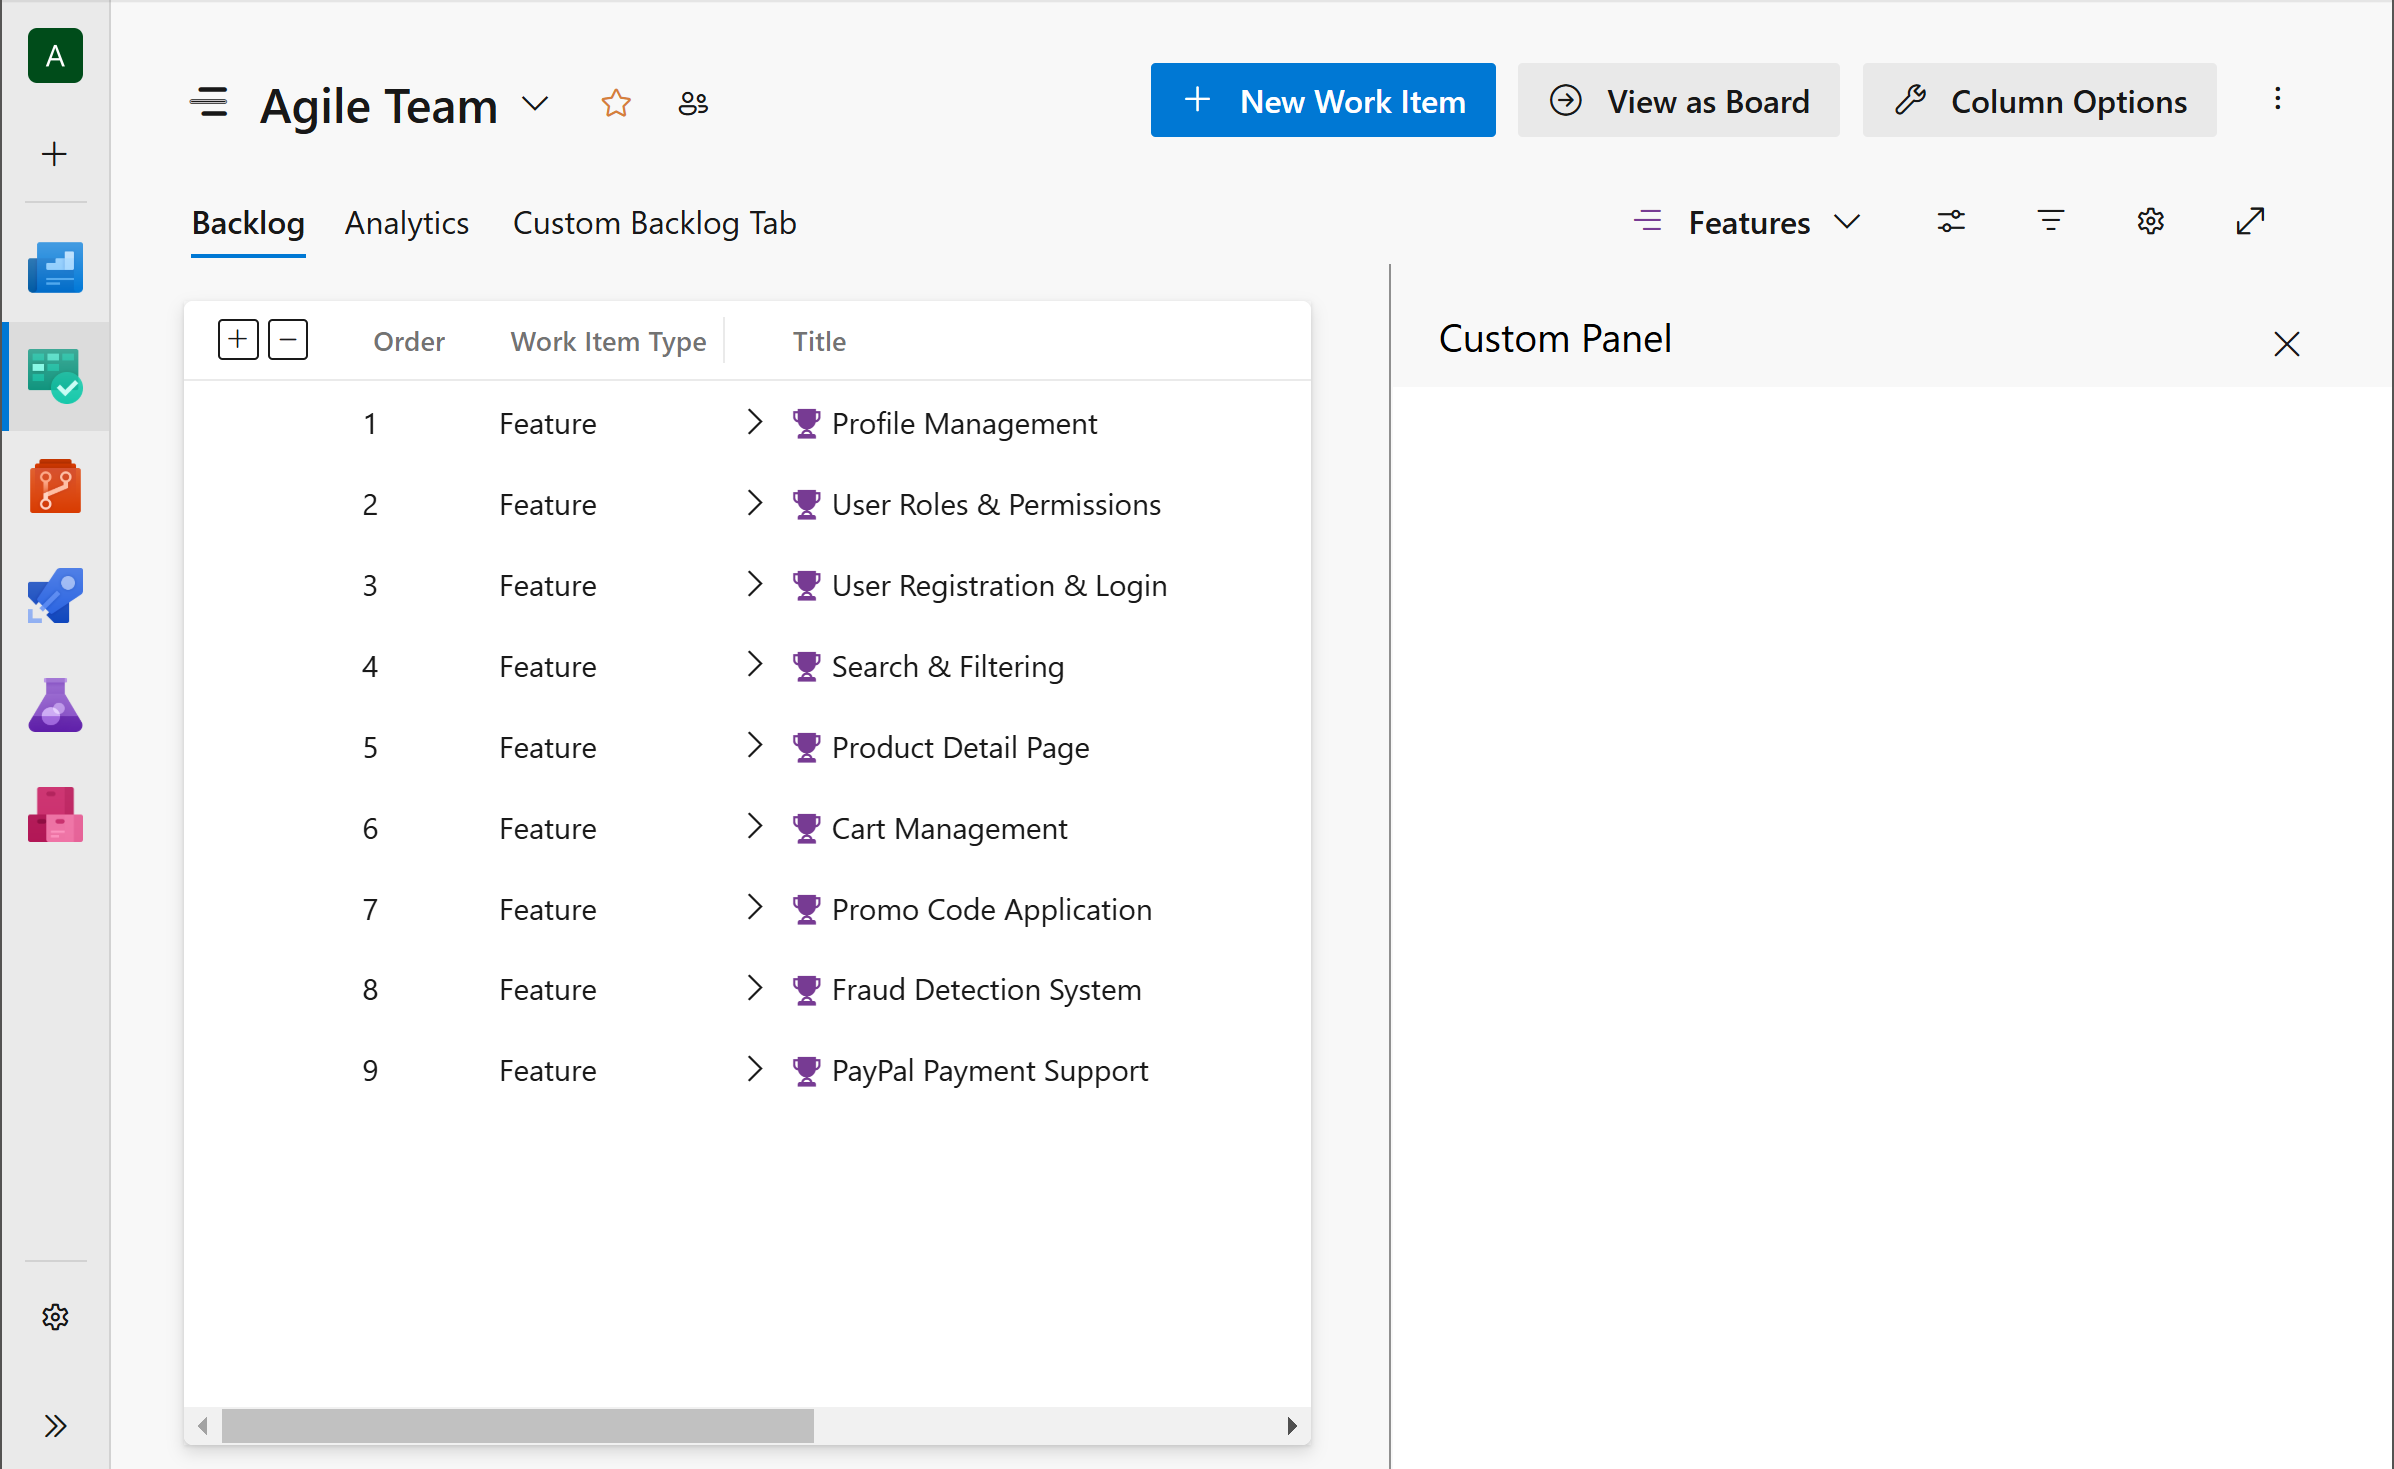 A
Agile Team
New Work Item
View as Board
Column Options
Backlog Analytics Custom Backlog Tab
Features
Order Work Item Type Title
1 Feature Profile Management
2 Feature User Roles & Permissions
3 Feature User Registration & Login
4 Feature Search & Filtering
5 Feature Product Detail Page
6 Feature Cart Management
7 Feature Promo Code Application
8 Feature Fraud Detection System
9 Feature PayPal Payment Support
Custom Panel